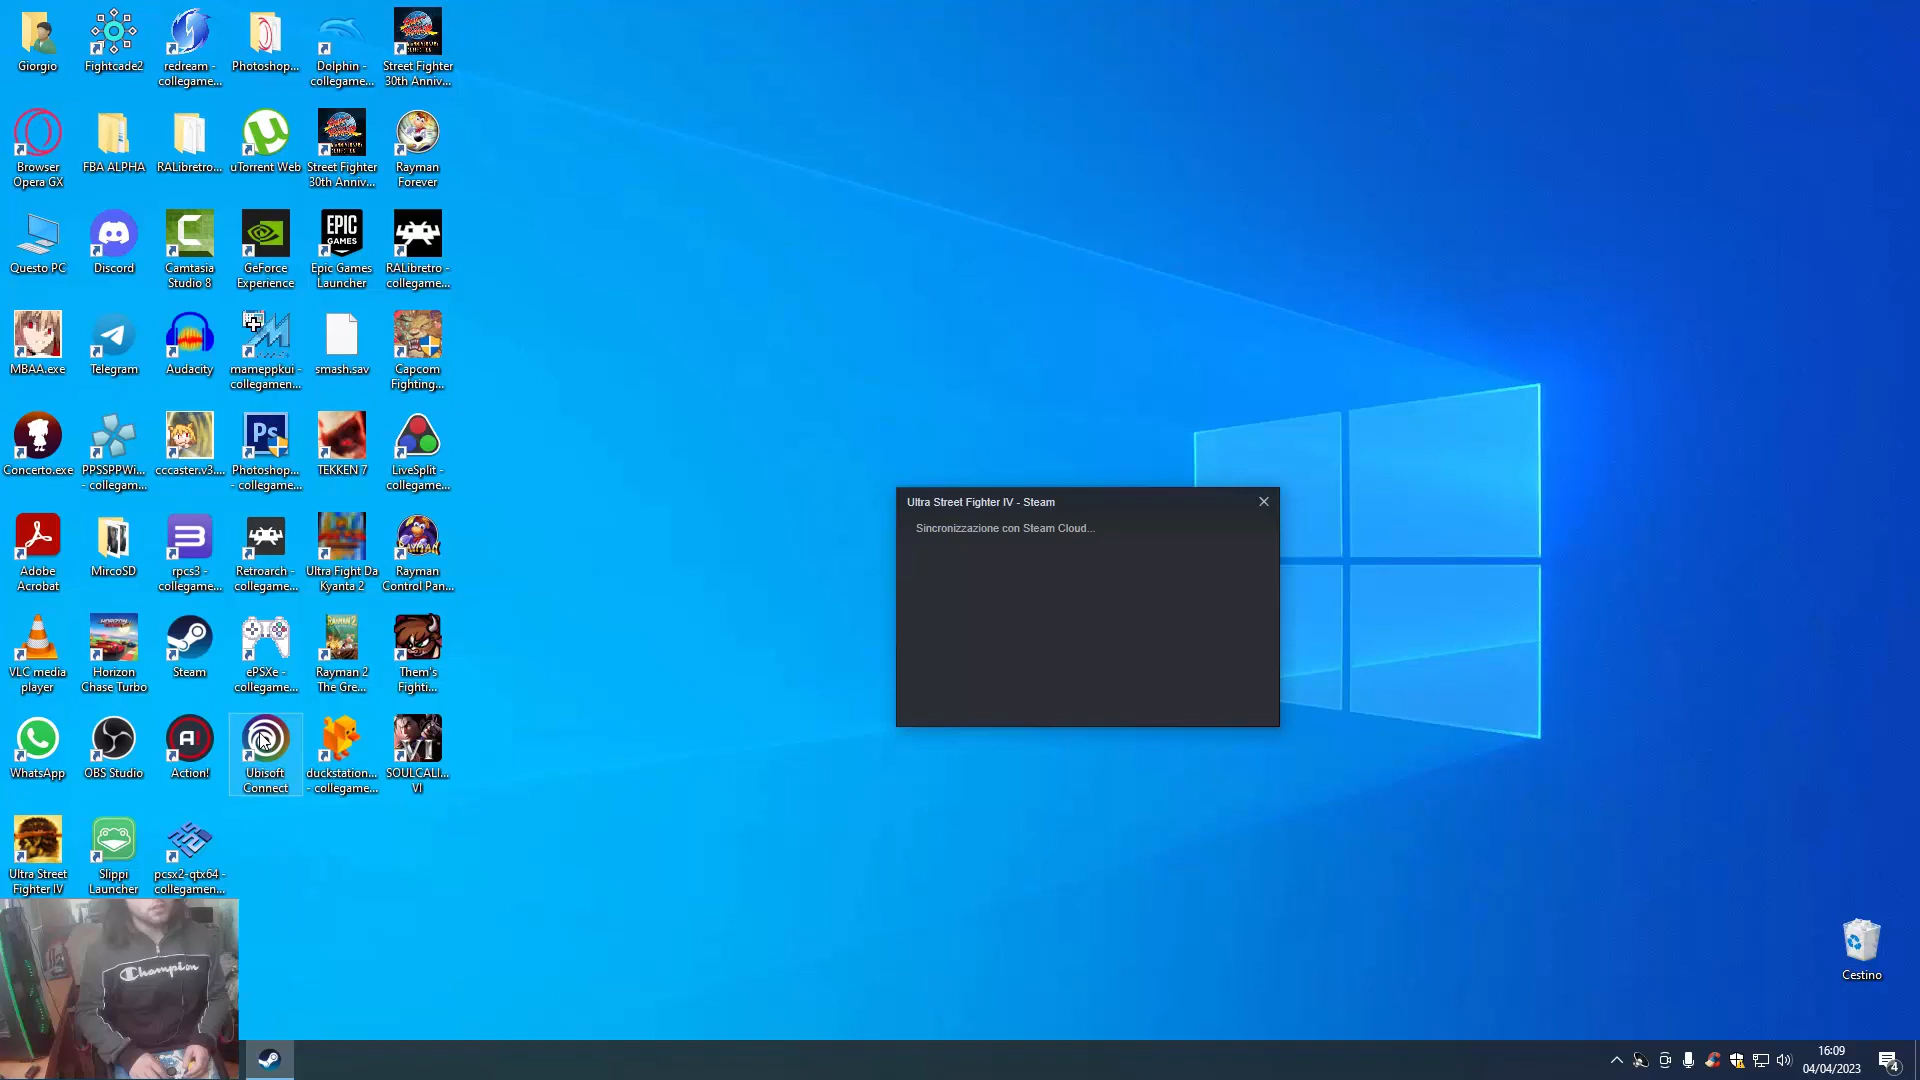 Giorgio
Fightcade2
redream -
collegame...
Photoshop...
Dolphin -
collegame...
Street Fighter
30th Anniv...
Browser
Opera GX
FBA ALPHA
RALibretro...
uTorrent Web
Street Fighter
30th Anniv...
Rayman
Forever
Questo PC
Discord
Camtasia
Studio 8
GeForce
Experience
EPIC
GAMES
Epic Games
Launcher
RALibretro -
collegame...
MBAA.exe
Telegram
Audacity
mameppkui -
collegamen...
smash.sav
Capcom
Fighting...
Concerto.exe
PPSSPPWi...
- collegam...
cccaster.v3....
Ps
Photoshop...
- collegame...
TEKKEN 7
LiveSplit -
collegame...
Adobe
Acrobat
MircoSD
rpcs3 -
collegame...
Retroarch -
collegame...
Ultra Fight Da
Kyanta 2
Rayman
Control Pan...
VLC media
player
Horizon
Chase Turbo
Steam
ePSXe -
collegame...
Rayman 2
The Gre...
Them's
Fighti...
WhatsApp
OBS Studio
Action!
Ubisoft
Connect
duckstation...
- collegame...
SOULCALI...
VI
Ultra Street
Fighter IV
Slippi
Launcher
pcsx2-qtx64 -
collegamen...
Ultra Street Fighter IV - Steam
Sincronizzazione con Steam Cloud...
Champion
Cestino
16:09
04/04/2023
4